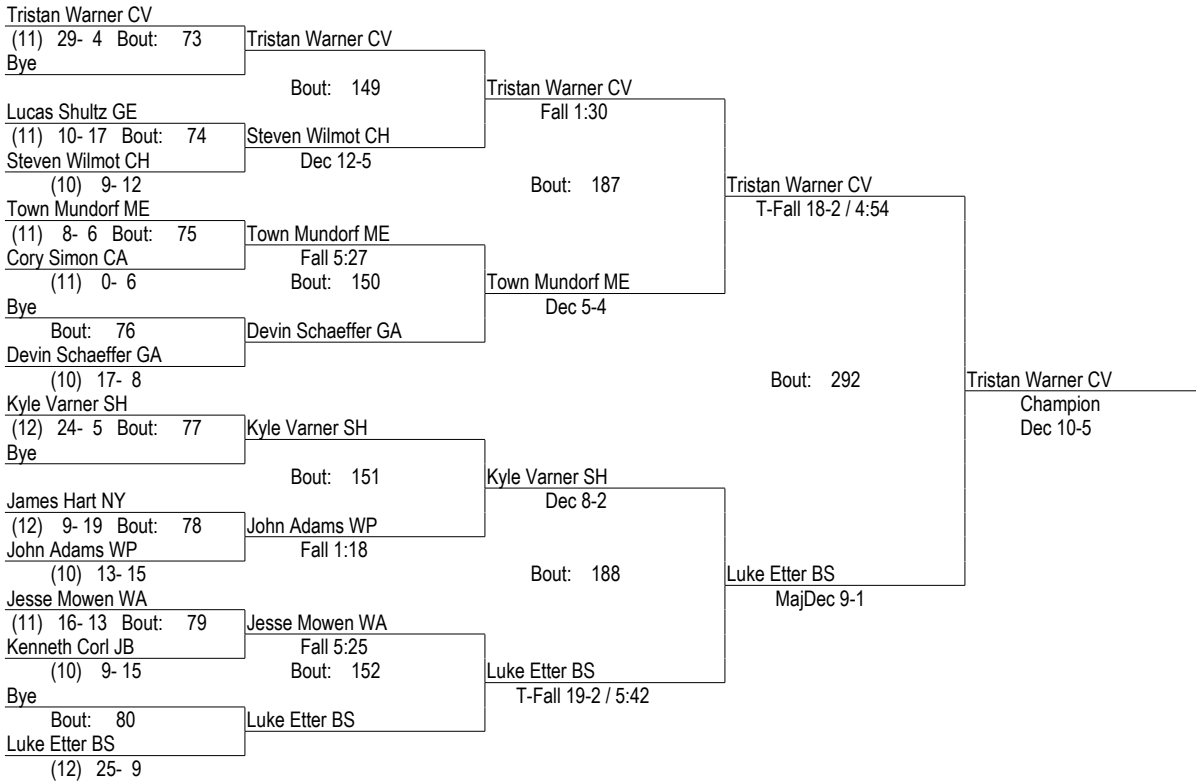 Tristan Warner CV
(11) 29- 4 Bout: 73 Tristan Warner CV
Bye
Bout: 149 Tristan Warner CV
Lucas Shultz GE Fall 1:30
(11) 10- 17 Bout: 74 Steven Wilmot CH
Steven Wilmot CH Dec 12-5
(10) 9- 12 Bout: 187 Tristan Warner CV
Town Mundorf ME T-Fall 18-2 / 4:54
(11) 8- 6 Bout: 75 Town Mundorf ME
Cory Simon CA Fall 5:27
(11) 0- 6 Bout: 150 Town Mundorf ME
Bye Dec 5-4
Bout: 76 Devin Schaeffer GA
Devin Schaeffer GA
(10) 17- 8 Bout: 292 Tristan Warner CV
Kyle Varner SH Champion
(12) 24- 5 Bout: 77 Kyle Varner SH Dec 10-5
Bye
Bout: 151 Kyle Varner SH
James Hart NY Dec 8-2
(12) 9- 19 Bout: 78 John Adams WP
John Adams WP Fall 1:18
(10) 13- 15 Bout: 188 Luke Etter BS
Jesse Mowen WA MajDec 9-1
(11) 16- 13 Bout: 79 Jesse Mowen WA
Kenneth Corl JB Fall 5:25
(10) 9- 15 Bout: 152 Luke Etter BS
Bye T-Fall 19-2 / 5:42
Bout: 80 Luke Etter BS
Luke Etter BS
(12) 25- 9